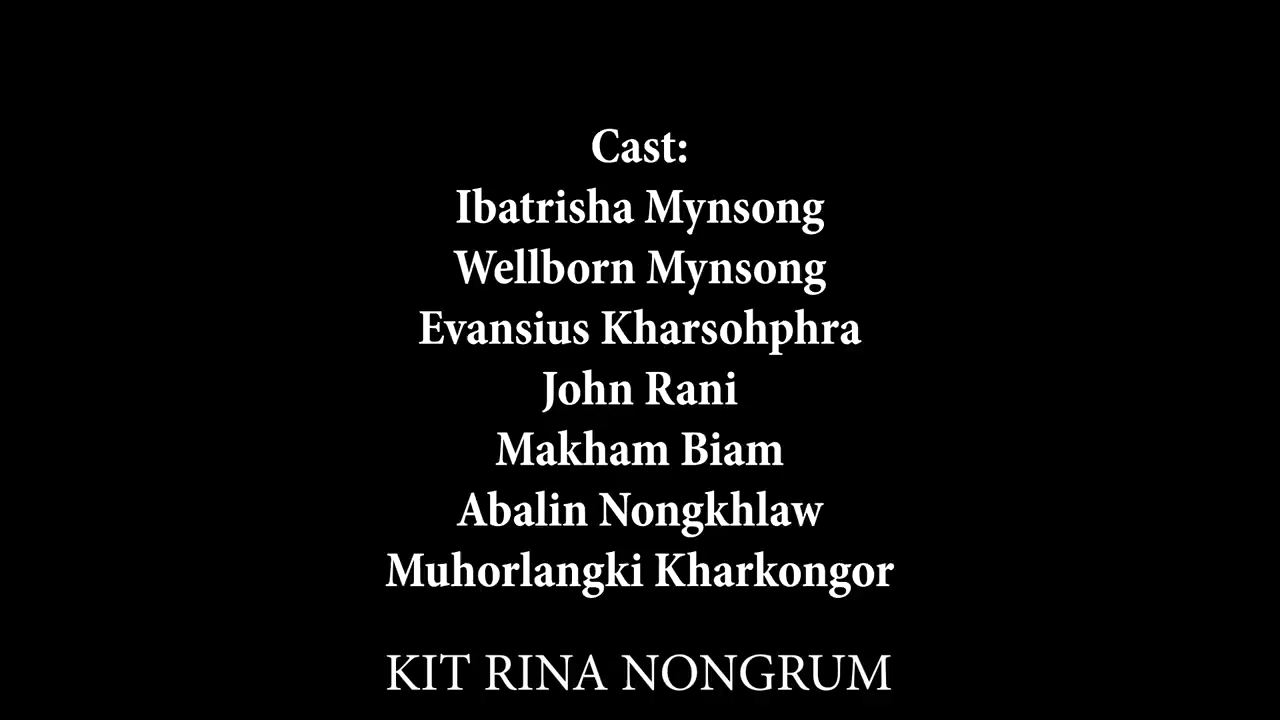 Cast:
Ibatrisha Mynsong
Wellborn Mynsong
Evansius Kharsohphra
John Rani
Makham Biam
Abalin Nongkhlaw
Muhorlangki Kharkongor
KIT RINA NONGRUM